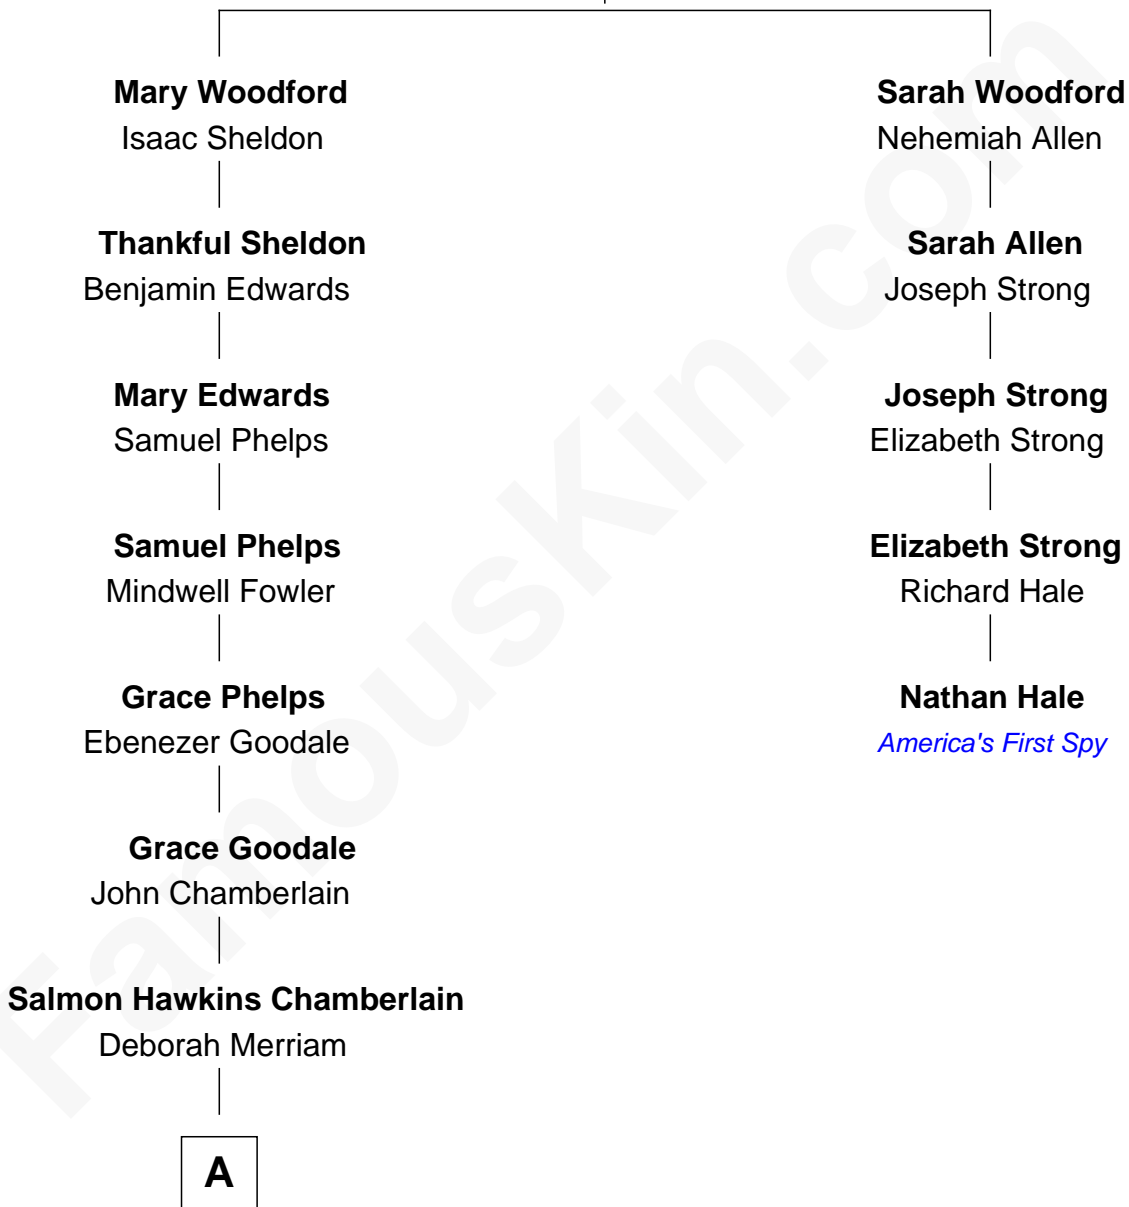 Mary Woodford
Isaac Sheldon
Thankful Sheldon
Benjamin Edwards
Mary Edwards
Samuel Phelps
Samuel Phelps
Mindwell Fowler
Grace Phelps
Ebenezer Goodale
Grace Goodale
John Chamberlain
Salmon Hawkins Chamberlain
Deborah Merriam
A
Sarah Woodford
Nehemiah Allen
Sarah Allen
Joseph Strong
Joseph Strong
Elizabeth Strong
Elizabeth Strong
Richard Hale
Nathan Hale
America's First Spy
FamousKin.com